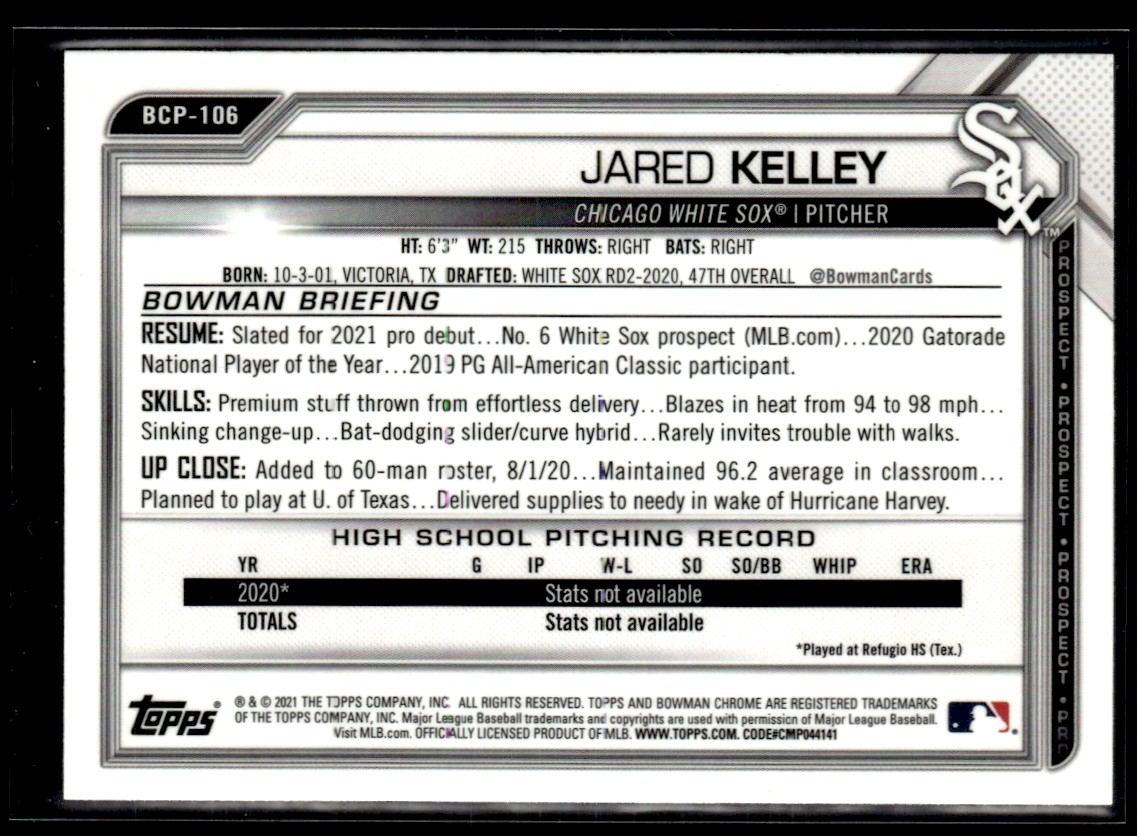 BCP-106
Sox
JARED KELLEY
CHICAGO WHITE SOX® | PITCHER
™
HT: 6'3" WT: 215 THROWS: RIGHT BATS: RIGHT
BORN: 10-3-01, VICTORIA, TX DRAFTED: WHITE SOX RD2-2020, 47TH OVERALL @BowmanCards
BOWMAN BRIEFING
RESUME: Slated for 2021 pro debut...No. 6 White Sox prospect (MLB.com)...2020 Gatorade
National Player of the Year...2019 PG All-American Classic participant.
SKILLS: Premium stuff thrown from effortless delivery...Blazes in heat from 94 to 98 mph...
Sinking change-up...Bat-dodging slider/curve hybrid...Rarely invites trouble with walks.
UP CLOSE: Added to 60-man roster, 8/1/20...Maintained 96.2 average in classroom...
Planned to play at U. of Texas...Delivered supplies to needy in wake of Hurricane Harvey.
HIGH SCHOOL PITCHING RECORD
YR G IP W-L SO SO/BB WHIP ERA
2020* Stats not available
TOTALS Stats not available
*Played at Refugio HS (Tex.)
PROSPECT • PROSPECT • PROSPECT • PRO
topps®
® & © 2021 THE TOPPS COMPANY, INC. ALL RIGHTS RESERVED. TOPPS AND BOWMAN CHROME ARE REGISTERED TRADEMARKS
OF THE TOPPS COMPANY, INC. Major League Baseball trademarks and copyrights are used with permission of Major League Baseball.
Visit MLB.com. OFFICIALLY LICENSED PRODUCT OF MLB. WWW.TOPPS.COM. CODE#CMP044141